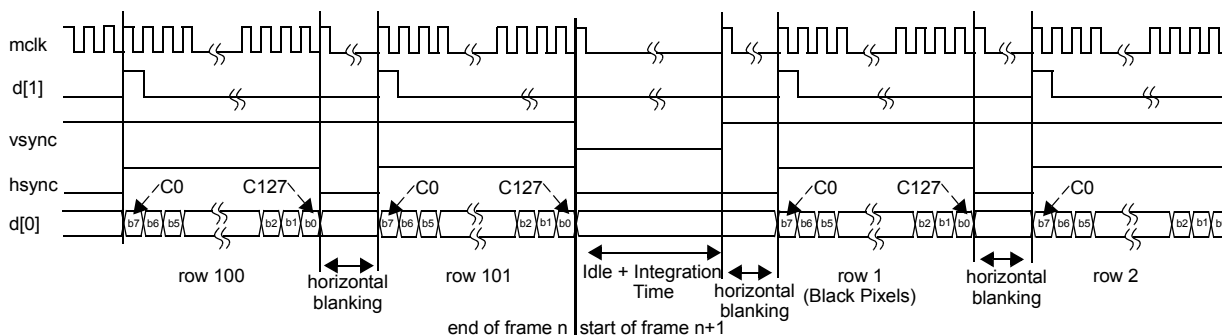 mclk
d[1]
vsync
hsync
C0 C127 C0 C127 C0 C127 C0
d[0]
b7 b6 b5 b2 b1 b0 b7 b6 b5 b2 b1 b0 b7 b6 b5 b2 b1 b0 b7 b6 b5 b2 b1 b
row 100
horizontal
blanking
row 101
Idle + Integration
Time
horizontal
blanking
row 1
(Black Pixels)
horizontal
blanking
row 2
end of frame n
start of frame n+1